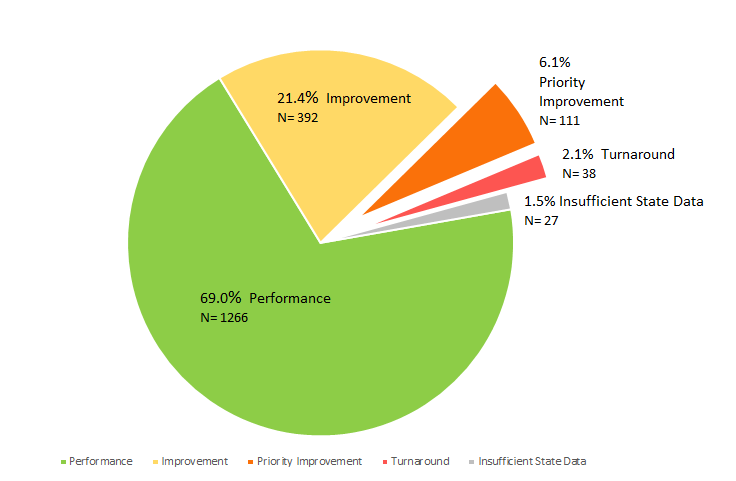 21.4% Improvement
N= 392
6.1%
Priority
Improvement
N= 111
2.1% Turnaround
N= 38
1.5% Insufficient State Data
N= 27
69.0% Performance
N= 1266
Performance Improvement Priority Improvement Turnaround Insufficient State Data